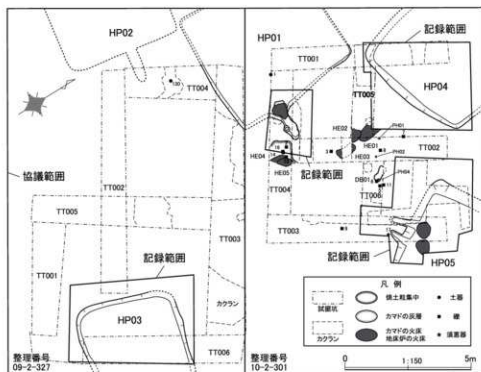 HP02
TT004
協議範囲
TT002
TT005
TT003
TT001
記録範囲
カクラン
HP03
TT006
整理番号
09-2-327
HP01
記録範囲
TT001
HP04
TT005
HE02
HE01
PH01
HE04
記録範囲
HE03
PH02
TT002
HE05
DB01
PH04
TT004
TT006
TT003
記録範囲
HP05
凡例
試掘坑
カクラン
焼土粒集中
カマドの灰層
カマドの火床
地床炉の火床
土器
礫
須恵器
整理番号
10-2-301
0
1:150
5m